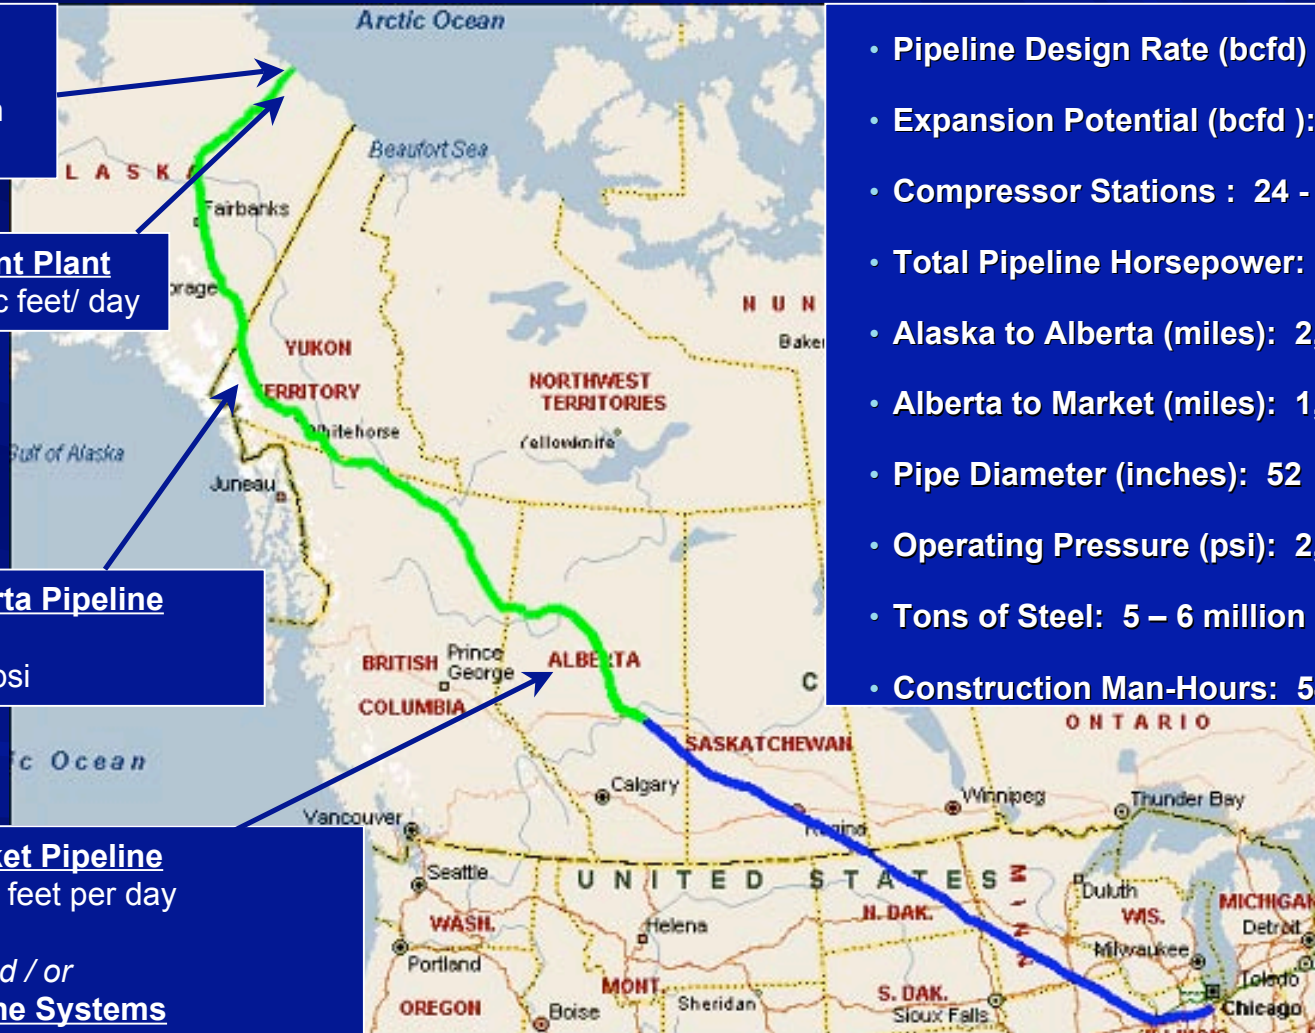 Arctic Ocean
Beaufort Sea
L A S K A
Fairbanks
nt Plant
c feet/ day
orage
YUKON
TERRITORY
NORTHWEST
TERRITORIES
N U N
Baker
Whitehorse
Yellowknife
Gulf of Alaska
Juneau
rta Pipeline
psi
BRITISH
COLUMBIA
Prince
George
ALBERTA
C
ic Ocean
SASKATCHEWAN
ONTARIO
Calgary
Winnipeg
Thunder Bay
Vancouver
Regina
ket Pipeline
feet per day
d / or
ne Systems
Seattle
UNITED STATES
MINN
Duluth
WASH.
Helena
N. DAK.
WIS.
MICHIGAN
Detroit
Portland
Milwaukee
Toledo
MONT.
OREGON
Boise
Sheridan
S. DAK.
Sioux Falls
Chicago
• Pipeline Design Rate (bcfd)
• Expansion Potential (bcfd ):
• Compressor Stations : 24 -
• Total Pipeline Horsepower:
• Alaska to Alberta (miles): 2,
• Alberta to Market (miles): 1,
• Pipe Diameter (inches): 52
• Operating Pressure (psi): 2,
• Tons of Steel: 5 – 6 million
• Construction Man-Hours: 5